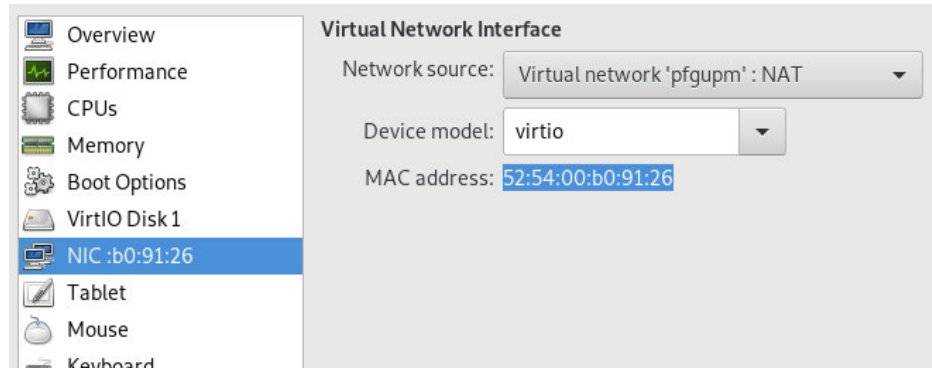 Overview
Performance
CPUs
Memory
Boot Options
VirtIO Disk 1
NIC :b0:91:26
Tablet
Mouse
Keyboard
Virtual Network Interface
Network source: Virtual network 'pfgupm' : NAT
Device model: virtio
MAC address: 52:54:00:b0:91:26